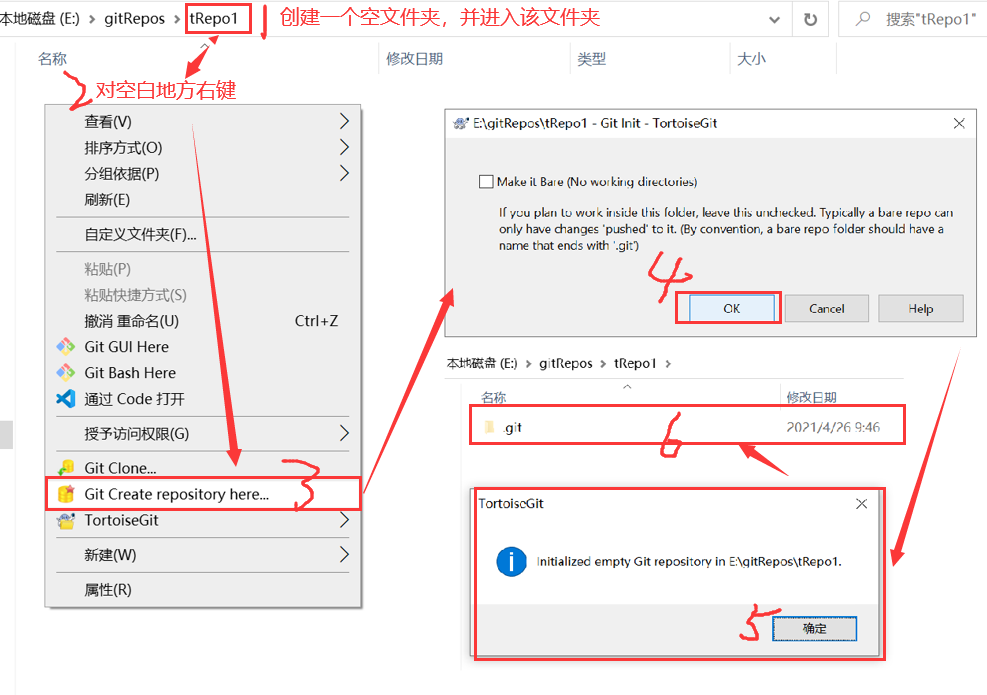 本地磁盘 (E:) > gitRepos > tRepo1
1 创建一个空文件夹，并进入该文件夹
搜索"tRepo1"
名称 修改日期 类型 大小
2 对空白地方右键
查看(V)
排序方式(O)
分组依据(P)
刷新(E)
自定义文件夹(F)...
粘贴(P)
粘贴快捷方式(S)
撤消 重命名(U) Ctrl+Z
Git GUI Here
Git Bash Here
通过 Code 打开
授予访问权限(G)
Git Clone...
Git Create repository here... 3
TortoiseGit
新建(W)
属性(R)
E:\gitRepos\tRepo1 - Git Init - TortoiseGit
Make it Bare (No working directories)
If you plan to work inside this folder, leave this unchecked. Typically a bare repo can
only have changes 'pushed' to it. (By convention, a bare repo folder should have a
name that ends with '.git')
4
OK Cancel Help
本地磁盘 (E:) > gitRepos > tRepo1 >
名称 修改日期
.git 6 2021/4/26 9:46
TortoiseGit
Initialized empty Git repository in E:\gitRepos\tRepo1.
5 确定